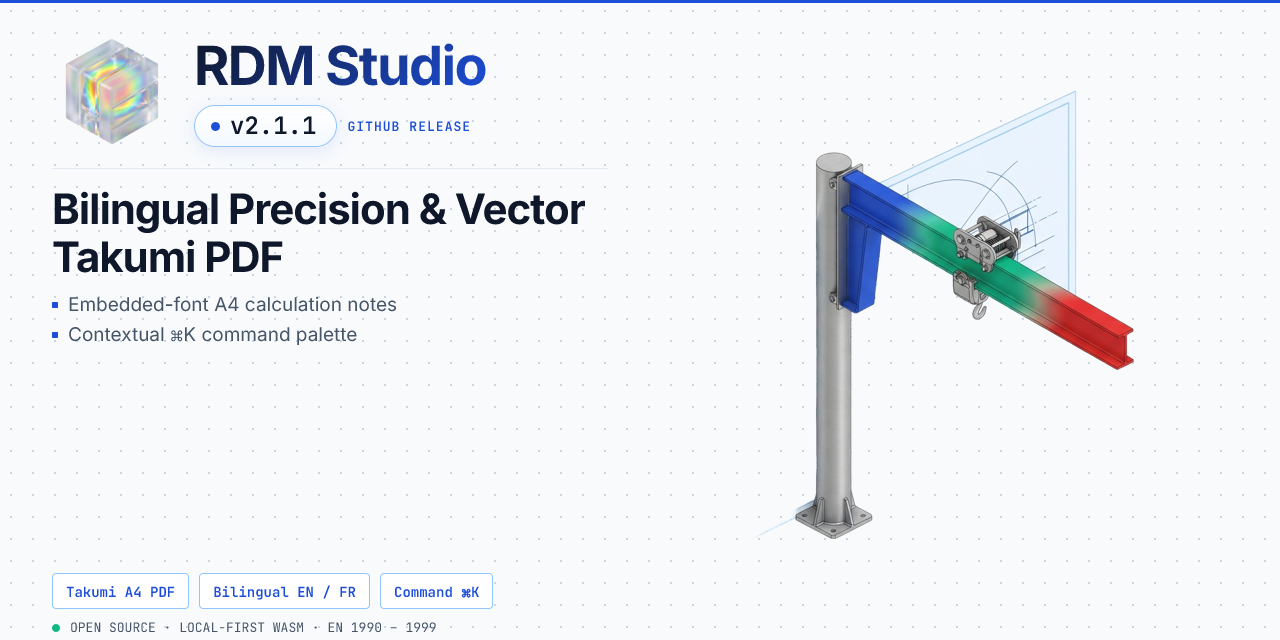 RDM Studio
v2.1.1 GITHUB RELEASE
Bilingual Precision & Vector
Takumi PDF
Embedded-font A4 calculation notes
Contextual ⌘K command palette
Takumi A4 PDF Bilingual EN / FR Command ⌘K
OPEN SOURCE · LOCAL-FIRST WASM · EN 1990 – 1999